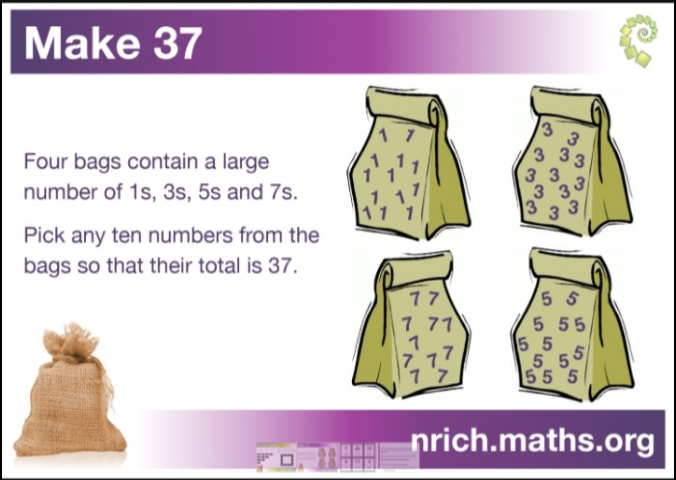 Make 37
Four bags contain a large
number of 1s, 3s, 5s and 7s.
Pick any ten numbers from the
bags so that their total is 37.
1 1
1 1 1
1 1 1
1 1
1 1 1
3 3
3 3 3
3 3 3
3 3
3 3 3
7 7
7 7 7
7
7 7 7
7 7
5 5
5 5 5
5 5 5
5 5
5 5 5
nrich.maths.org